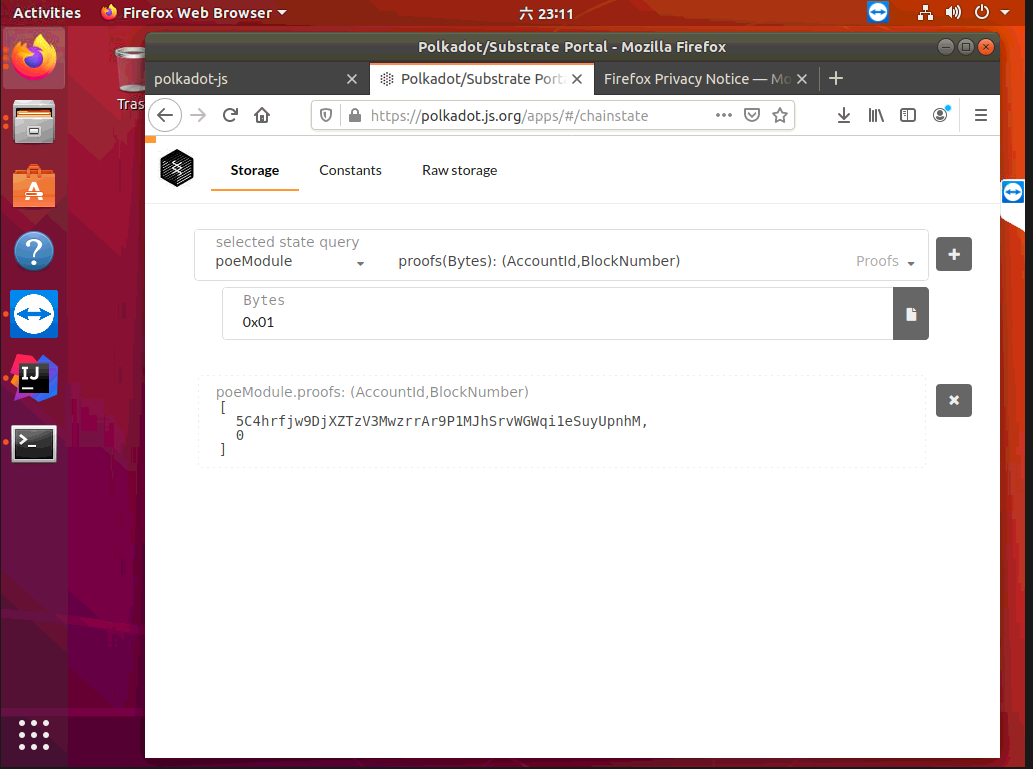 Activities Firefox Web Browser 六 23:11
Polkadot/Substrate Portal - Mozilla Firefox
polkadot-js Polkadot/Substrate Port Firefox Privacy Notice — Mo
Tras
https://polkadot.js.org/apps/#/chainstate
Storage Constants Raw storage
selected state query
poeModule proofs(Bytes): (AccountId,BlockNumber) Proofs
Bytes
0x01
poeModule.proofs: (AccountId,BlockNumber)
[
5C4hrfjw9DjXZTzV3MwzrrAr9P1MJhSrvWGWqi1eSuyUpnhM,
0
]
IJ